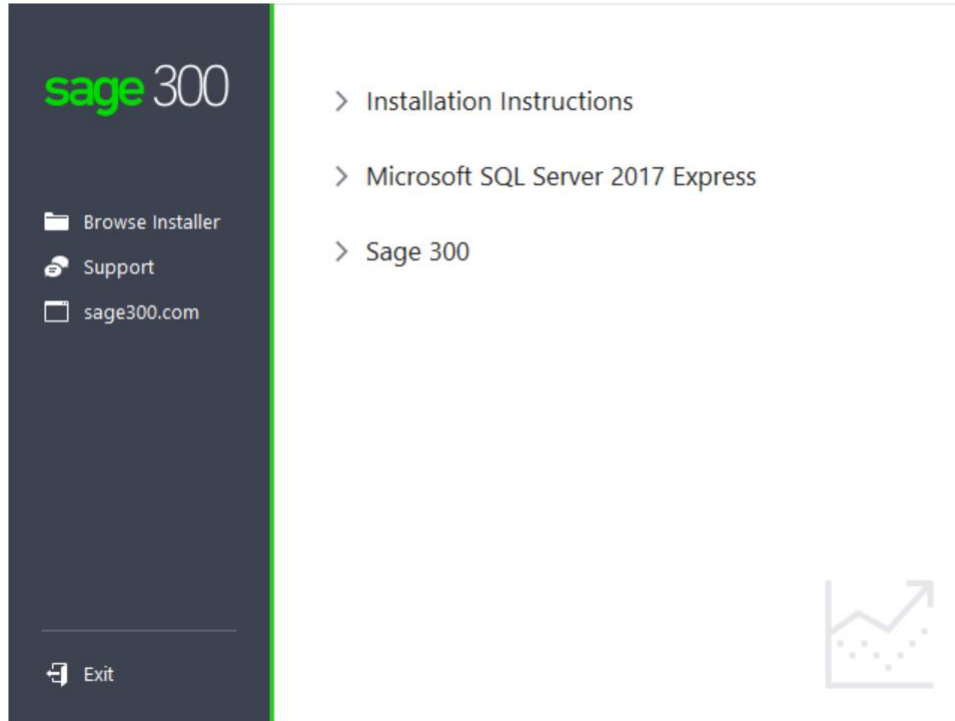 sage 300
Browse Installer
Support
sage300.com
Exit
Installation Instructions
Microsoft SQL Server 2017 Express
Sage 300